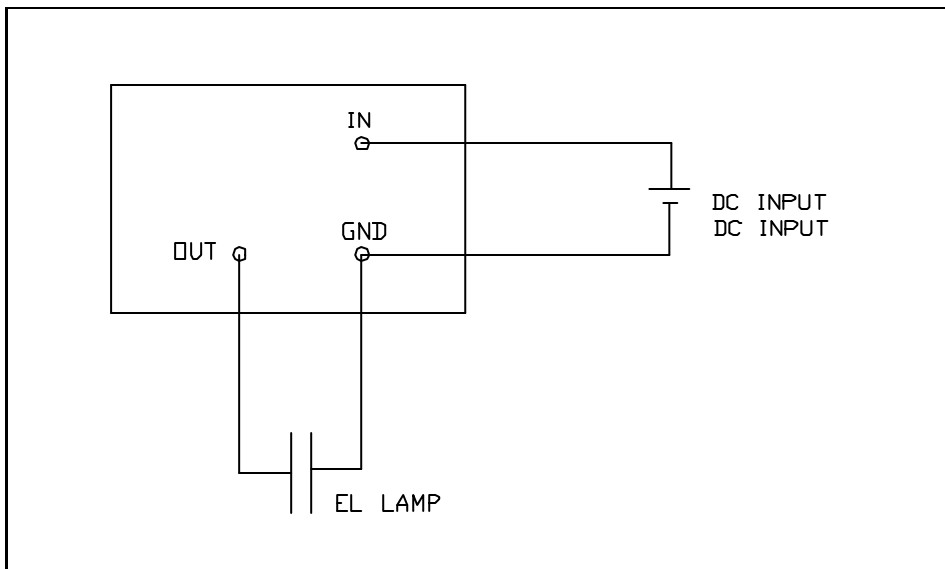 IN
DC INPUT
DC INPUT
GND
OUT
EL LAMP